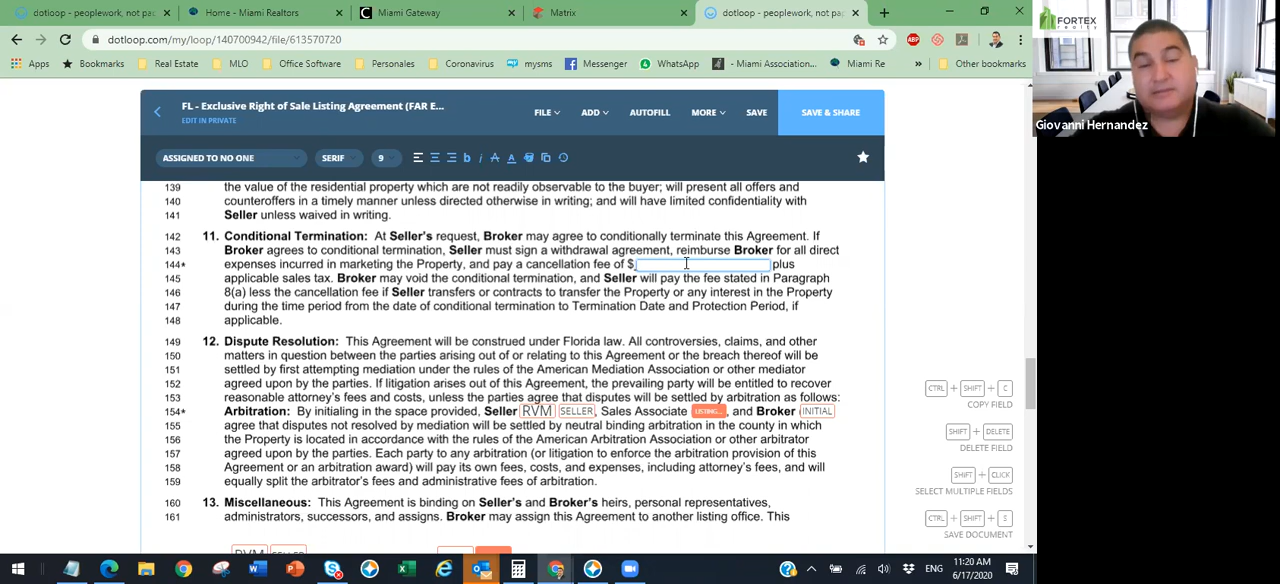 dotloop - peoplework, not pap
Home - Miami Realtors
Miami Gateway
Matrix
dotloop - peoplework, not pap
dotloop.com/my/loop/140700942/file/613570720
Apps
Bookmarks
Real Estate
MLO
Office Software
Personales
Coronavirus
mysms
Messenger
WhatsApp
- Miami Association...
Miami Re
»
Other bookmarks
FORTEX
realty
Giovanni Hernandez
FL - Exclusive Right of Sale Listing Agreement (FAR E...
EDIT IN PRIVATE
FILE
ADD
AUTOFILL
MORE
SAVE
SAVE & SHARE
ASSIGNED TO NO ONE
SERIF
9
139 the value of the residential property which are not readily observable to the buyer; will present all offers and
140 counteroffers in a timely manner unless directed otherwise in writing; and will have limited confidentiality with
141 Seller unless waived in writing.
142 11. Conditional Termination: At Seller's request, Broker may agree to conditionally terminate this Agreement. If
143 Broker agrees to conditional termination, Seller must sign a withdrawal agreement, reimburse Broker for all direct
144* expenses incurred in marketing the Property, and pay a cancellation fee of $ plus
145 applicable sales tax. Broker may void the conditional termination, and Seller will pay the fee stated in Paragraph
146 8(a) less the cancellation fee if Seller transfers or contracts to transfer the Property or any interest in the Property
147 during the time period from the date of conditional termination to Termination Date and Protection Period, if
148 applicable.
149 12. Dispute Resolution: This Agreement will be construed under Florida law. All controversies, claims, and other
150 matters in question between the parties arising out of or relating to this Agreement or the breach thereof will be
151 settled by first attempting mediation under the rules of the American Mediation Association or other mediator
152 agreed upon by the parties. If litigation arises out of this Agreement, the prevailing party will be entitled to recover
153 reasonable attorney's fees and costs, unless the parties agree that disputes will be settled by arbitration as follows:
154* Arbitration: By initialing in the space provided, Seller RVM SELLER, Sales Associate LISTING... , and Broker INITIAL
155 agree that disputes not resolved by mediation will be settled by neutral binding arbitration in the county in which
156 the Property is located in accordance with the rules of the American Arbitration Association or other arbitrator
157 agreed upon by the parties. Each party to any arbitration (or litigation to enforce the arbitration provision of this
158 Agreement or an arbitration award) will pay its own fees, costs, and expenses, including attorney's fees, and will
159 equally split the arbitrator's fees and administrative fees of arbitration.
160 13. Miscellaneous: This Agreement is binding on Seller's and Broker's heirs, personal representatives,
161 administrators, successors, and assigns. Broker may assign this Agreement to another listing office. This
RVM SELLER
CTRL + SHIFT + C
COPY FIELD
SHIFT + DELETE
DELETE FIELD
SHIFT + CLICK
SELECT MULTIPLE FIELDS
CTRL + SHIFT + S
SAVE DOCUMENT
ENG
11:20 AM
6/17/2020